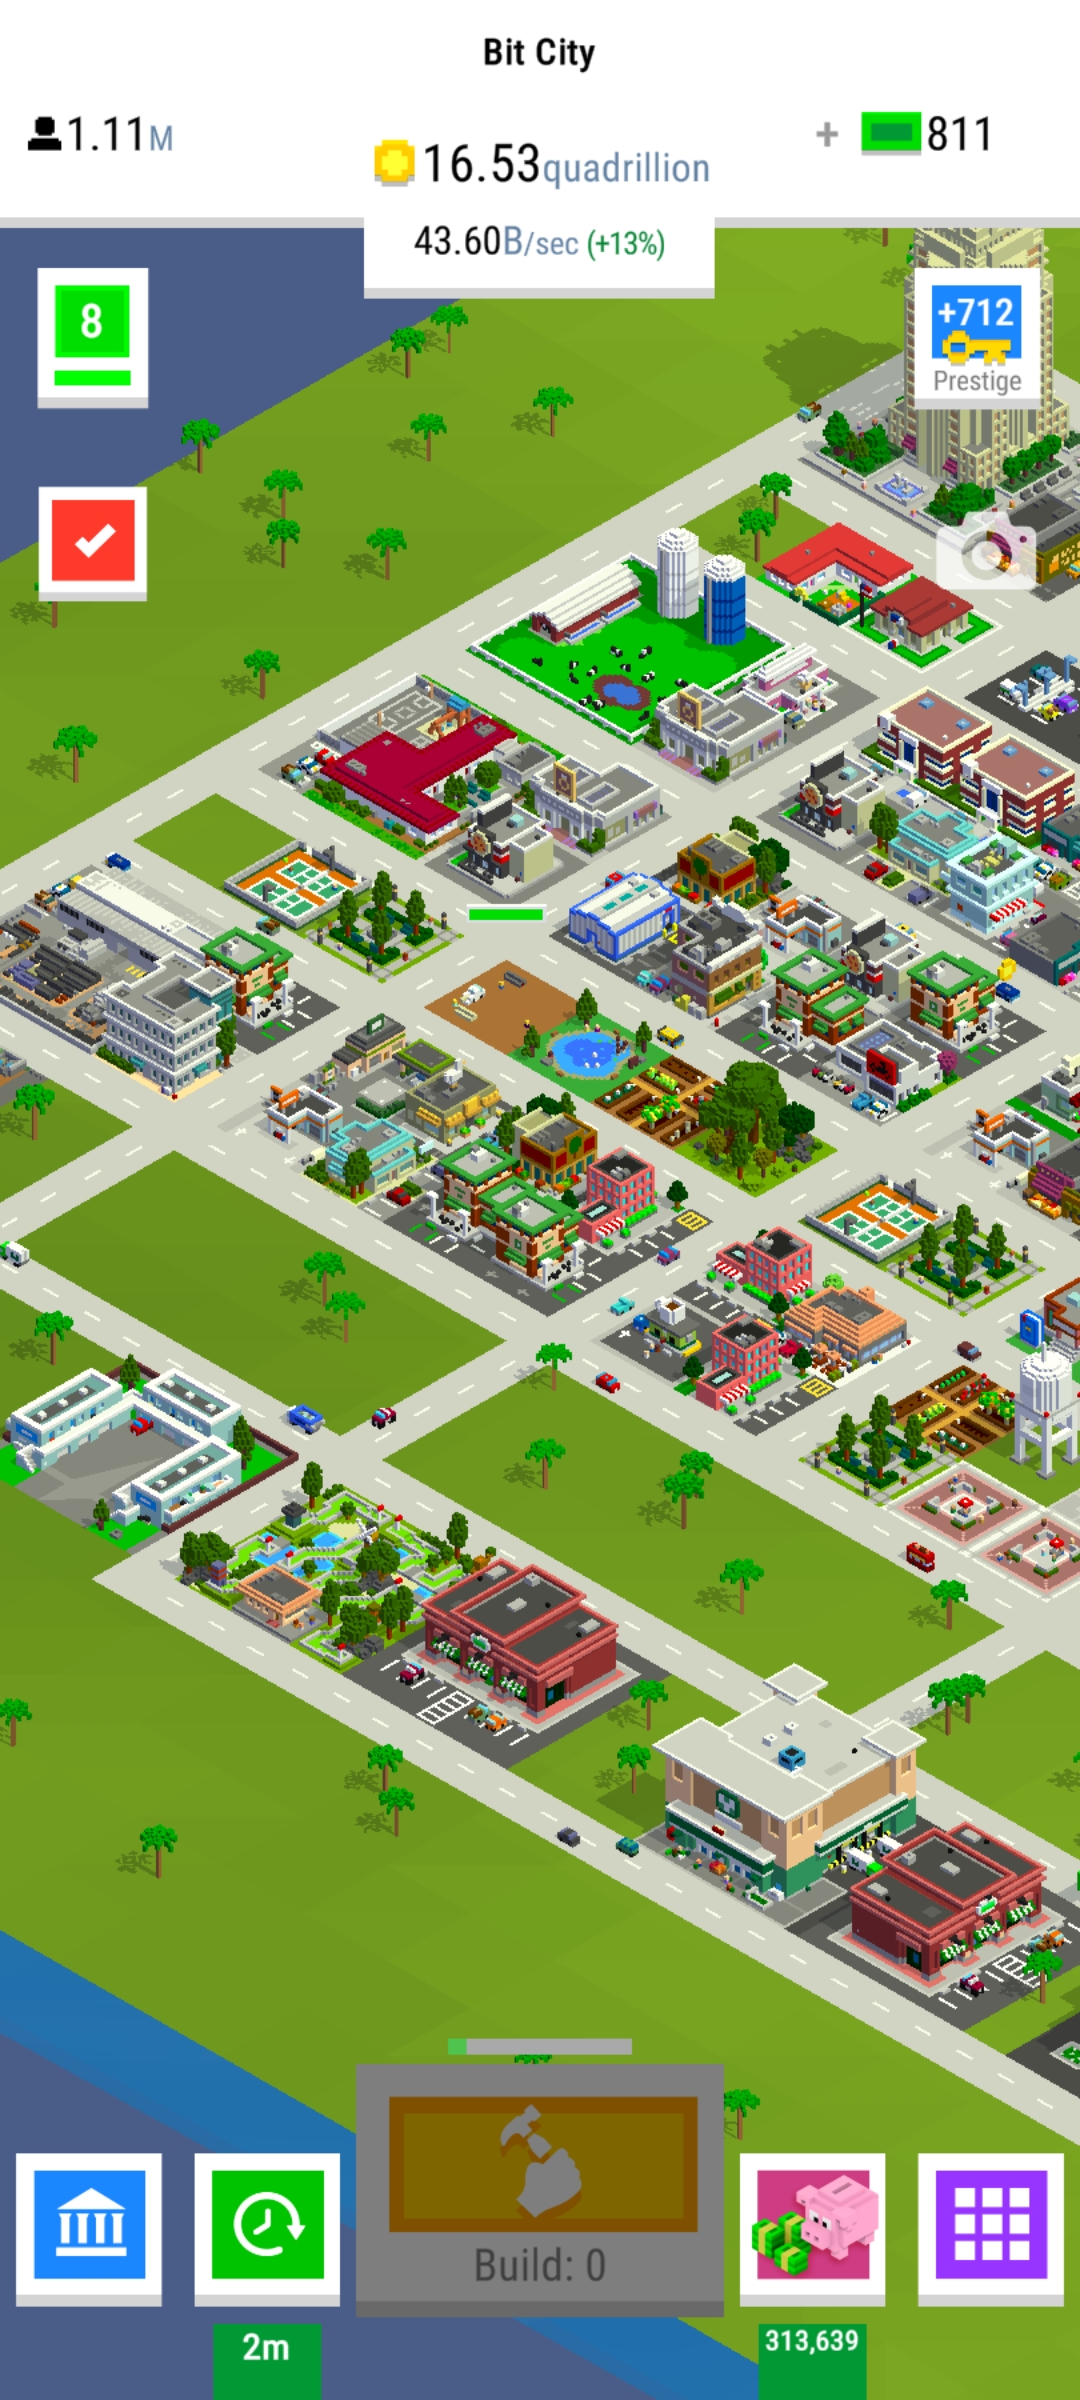 Bit City
1.11M
16.53quadrillion
+ 811
43.60B/sec (+13%)
8
+712
Prestige
Build: 0
2m
313,639